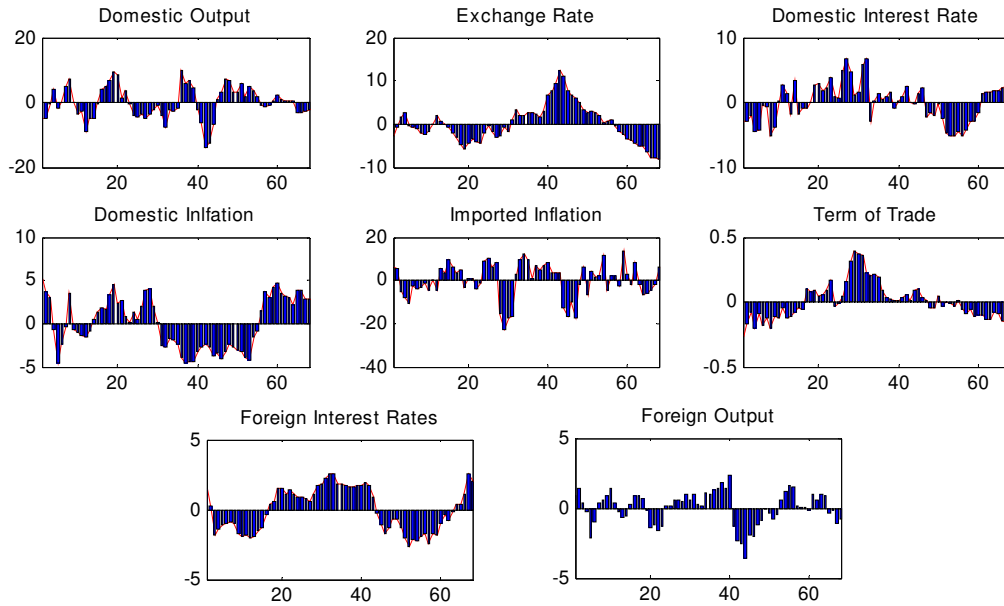 Domestic Output
Exchange Rate
Domestic Interest Rate
20
0
-20
20 40 60
20
10
0
-10
20 40 60
10
0
-10
20 40 60
Domestic Inlfation
Imported Inflation
Term of Trade
10
5
0
-5
20 40 60
20
0
-20
-40
20 40 60
0.5
0
-0.5
20 40 60
Foreign Interest Rates
Foreign Output
5
0
-5
20 40 60
5
0
-5
20 40 60